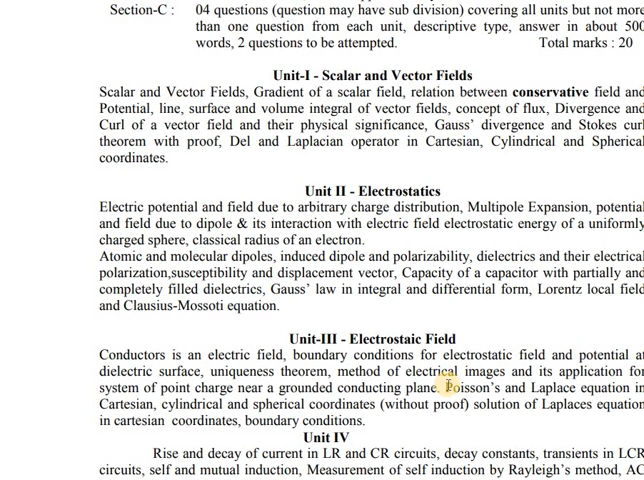 Section-C : 04 questions (question may have sub division) covering all units but not more
than one question from each unit, descriptive type, answer in about 500
words, 2 questions to be attempted. Total marks : 20
Unit-I - Scalar and Vector Fields
Scalar and Vector Fields, Gradient of a scalar field, relation between conservative field and
Potential, line, surface and volume integral of vector fields, concept of flux, Divergence and
Curl of a vector field and their physical significance, Gauss' divergence and Stokes curl
theorem with proof, Del and Laplacian operator in Cartesian, Cylindrical and Spherical
coordinates.
Unit II - Electrostatics
Electric potential and field due to arbitrary charge distribution, Multipole Expansion, potential
and field due to dipole & its interaction with electric field electrostatic energy of a uniformly
charged sphere, classical radius of an electron.
Atomic and molecular dipoles, induced dipole and polarizability, dielectrics and their electrical
polarization,susceptibility and displacement vector, Capacity of a capacitor with partially and
completely filled dielectrics, Gauss' law in integral and differential form, Lorentz local field
and Clausius-Mossoti equation.
Unit-III - Electrostaic Field
Conductors is an electric field, boundary conditions for electrostatic field and potential at
dielectric surface, uniqueness theorem, method of electrical images and its application for
system of point charge near a grounded conducting plane. Poisson's and Laplace equation in
Cartesian, cylindrical and spherical coordinates (without proof) solution of Laplaces equation
in cartesian coordinates, boundary conditions.
Unit IV
Rise and decay of current in LR and CR circuits, decay constants, transients in LCR
circuits, self and mutual induction, Measurement of self induction by Rayleigh's method, AC